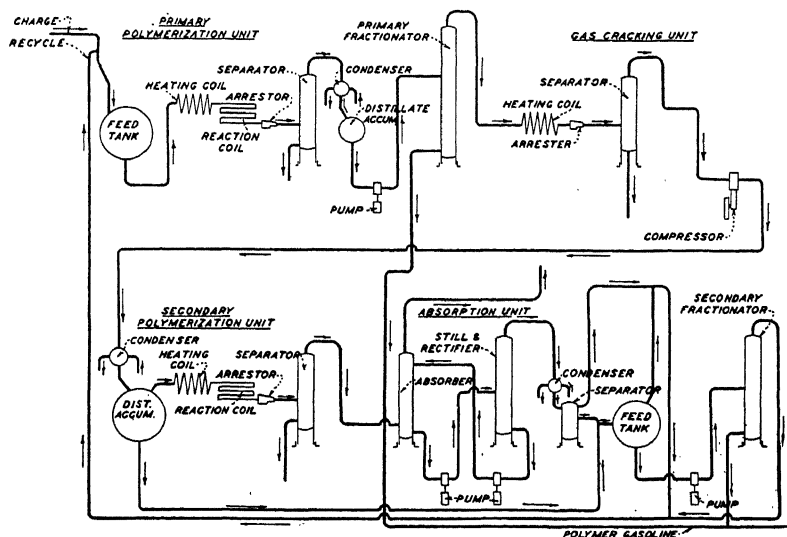 CHARGE
RECYCLE
PRIMARY
POLYMERIZATION UNIT
HEATING COIL
ARRESTOR
SEPARATOR
CONDENSER
FEED
TANK
REACTION
COIL
DISTILLATE
ACCUM.
PUMP
PRIMARY
FRACTIONATOR
GAS CRACKING UNIT
SEPARATOR
HEATING
COIL
ARRESTER
COMPRESSOR
SECONDARY
POLYMERIZATION UNIT
CONDENSER
HEATING
COIL
ARRESTOR
SEPARATOR
DIST.
ACCUM.
REACTION COIL
ABSORPTION UNIT
STILL &
RECTIFIER
ABSORBER
CONDENSER
SEPARATOR
FEED
TANK
SECONDARY
FRACTIONATOR
PUMP
PUMP
POLYMER GASOLINE